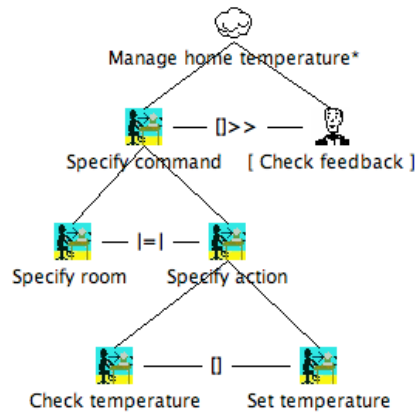 Manage home temperature*
[]>>
Specify command [ Check feedback ]
|=|
Specify room Specify action
[]
Check temperature Set temperature